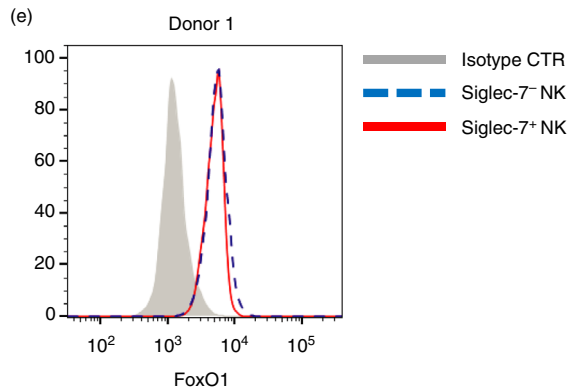 (e)
Donor 1
100
80
60
40
20
0
10² 10³ 10⁴ 10⁵
FoxO1
Isotype CTR
Siglec-7⁻ NK
Siglec-7⁺ NK